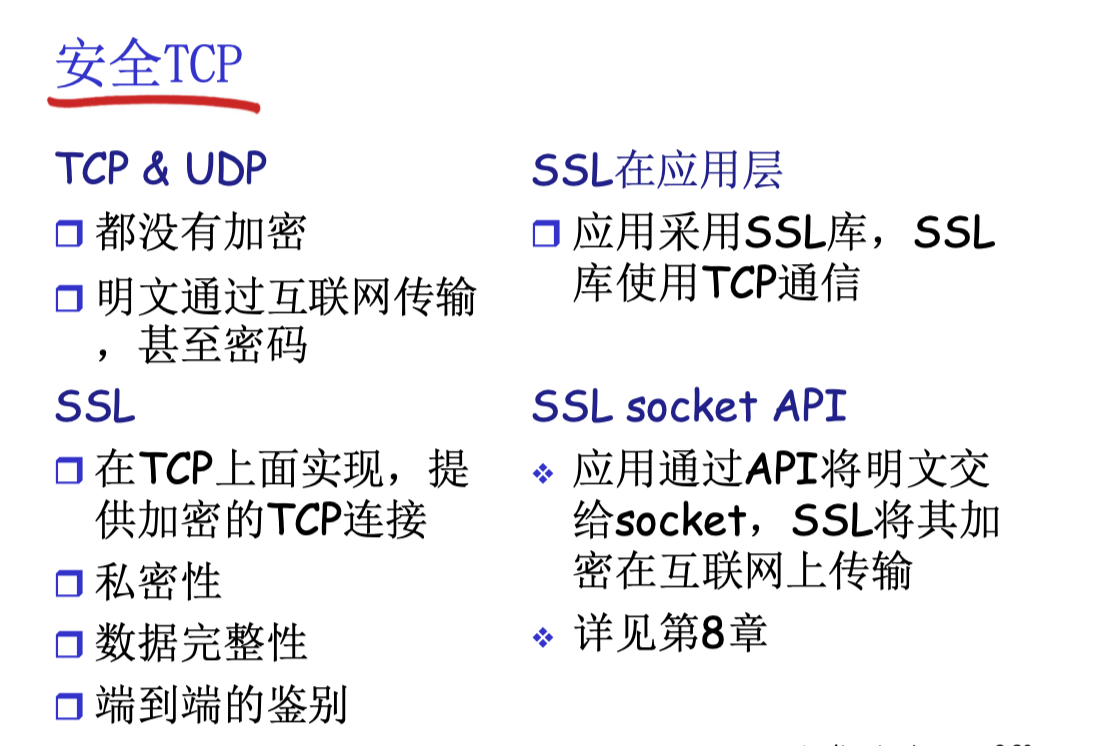 安全TCP
TCP & UDP
都没有加密
明文通过互联网传输
，甚至密码
SSL
在TCP上面实现，提
供加密的TCP连接
私密性
数据完整性
端到端的鉴别
SSL在应用层
应用采用SSL库，SSL
库使用TCP通信
SSL socket API
应用通过API将明文交
给socket，SSL将其加
密在互联网上传输
详见第8章